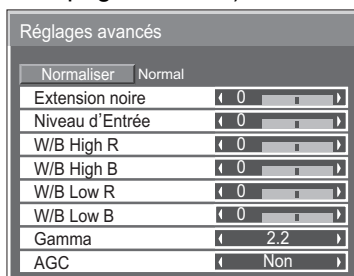 Réglages avancés
Normaliser Normal
Extension noire 0
Niveau d'Entrée 0
W/B High R 0
W/B High B 0
W/B Low R 0
W/B Low B 0
Gamma 2.2
AGC Non